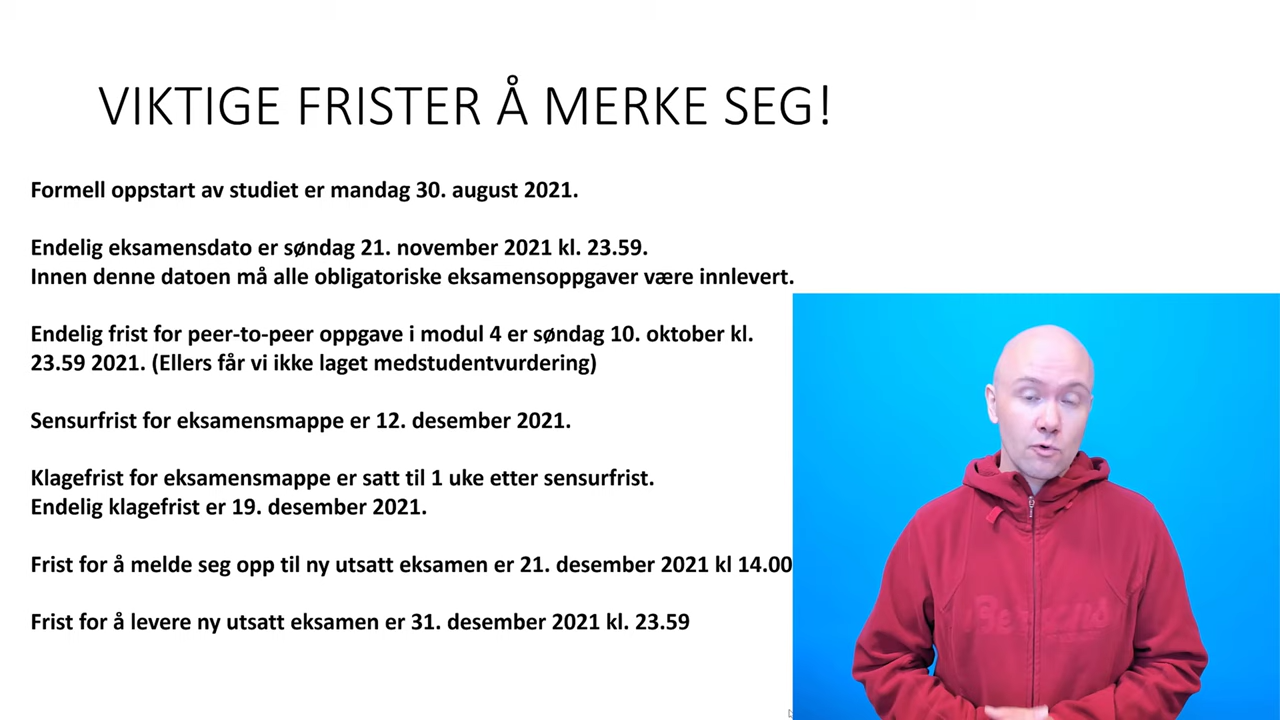 VIKTIGE FRISTER Å MERKE SEG!
Formell oppstart av studiet er mandag 30. august 2021.
Endelig eksamensdato er søndag 21. november 2021 kl. 23.59.
Innen denne datoen må alle obligatoriske eksamensoppgaver være innlevert.
Endelig frist for peer-to-peer oppgave i modul 4 er søndag 10. oktober kl.
23.59 2021. (Ellers får vi ikke laget medstudentvurdering)
Sensurfrist for eksamensmappe er 12. desember 2021.
Klagefrist for eksamensmappe er satt til 1 uke etter sensurfrist.
Endelig klagefrist er 19. desember 2021.
Frist for å melde seg opp til ny utsatt eksamen er 21. desember 2021 kl 14.00
Frist for å levere ny utsatt eksamen er 31. desember 2021 kl. 23.59